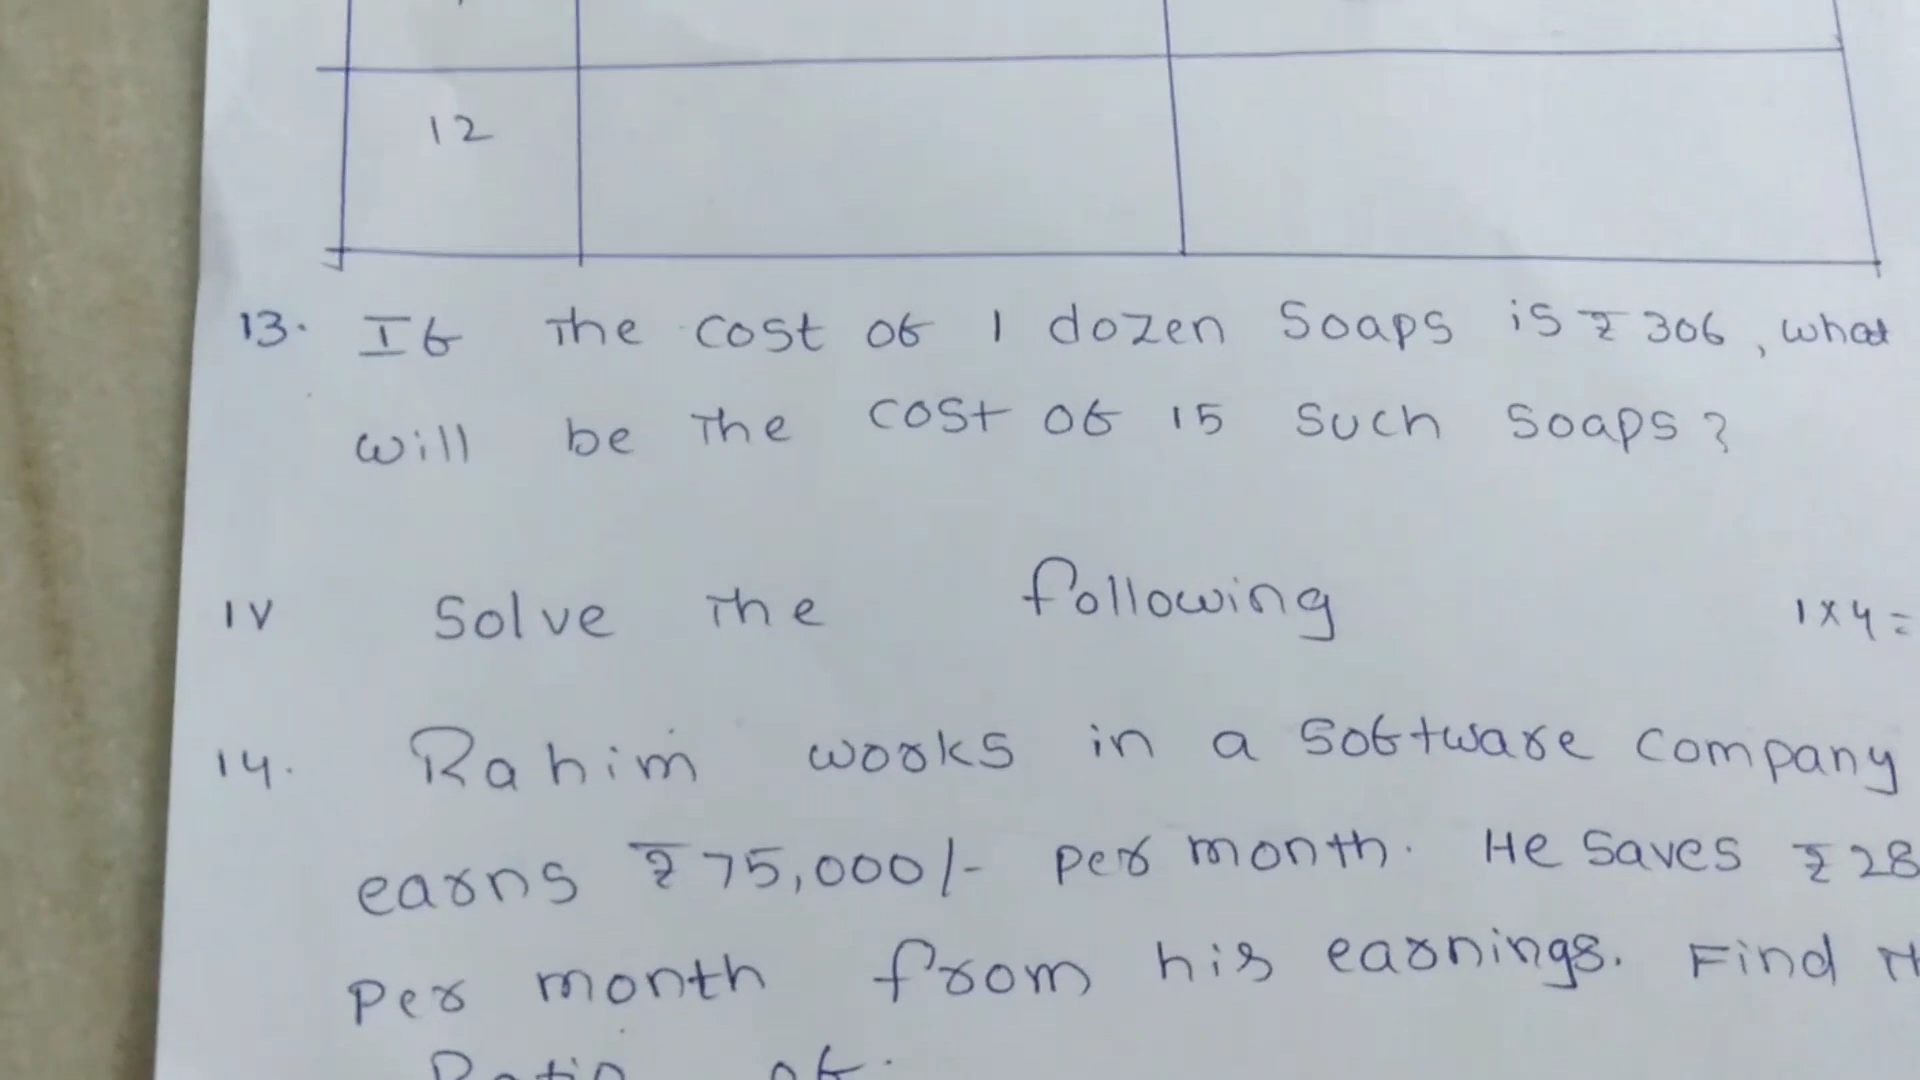 12
13. If the cost of 1 dozen soaps is ₹ 306, what
will be the cost of 15 such soaps?
IV Solve the following 1x4=
14. Rahim works in a software company
earns ₹ 75,000/- per month. He saves ₹ 28
per month from his earnings. Find
Ratio of